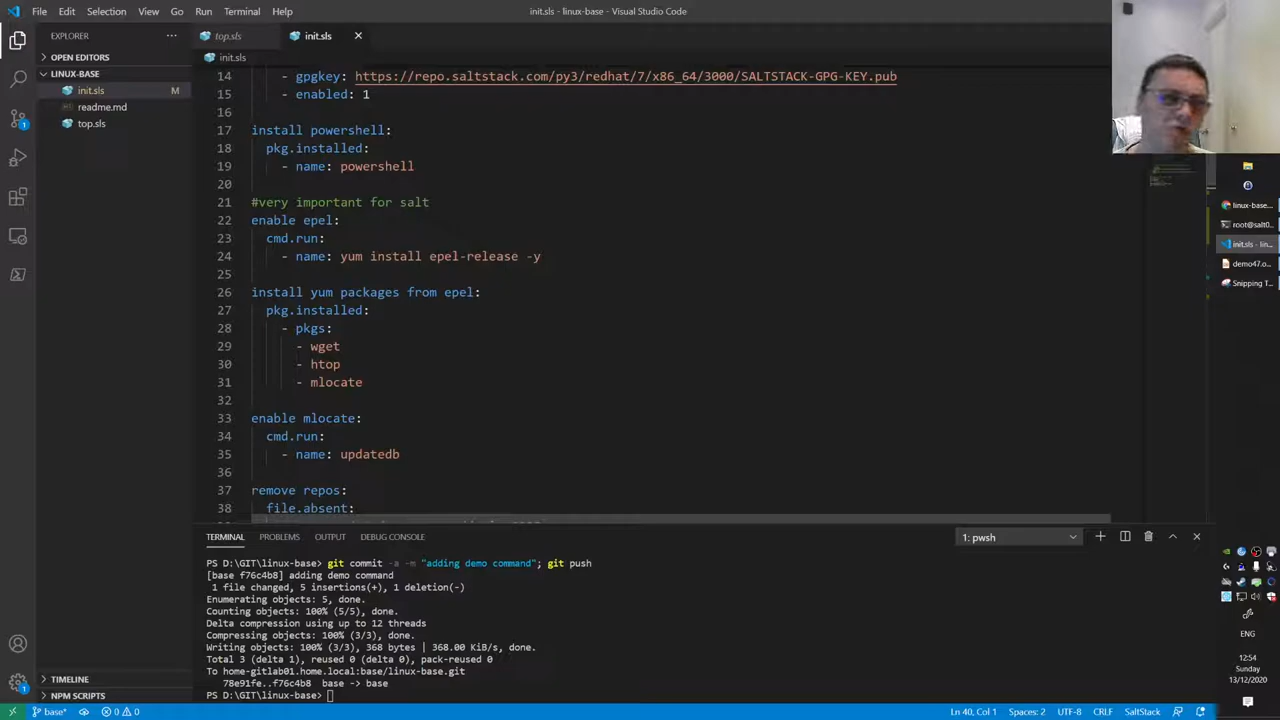 File Edit Selection View Go Run Terminal Help
init.sls - linux-base - Visual Studio Code
EXPLORER
top.sls
init.sls
OPEN EDITORS
init.sls
LINUX-BASE
init.sls M
readme.md
top.sls
14 - gpgkey: https://repo.saltstack.com/py3/redhat/7/x86_64/3000/SALTSTACK-GPG-KEY.pub
15 - enabled: 1
16
17 install powershell:
18 pkg.installed:
19 - name: powershell
20
21 #very important for salt
22 enable epel:
23 cmd.run:
24 - name: yum install epel-release -y
25
26 install yum packages from epel:
27 pkg.installed:
28 - pkgs:
29 - wget
30 - htop
31 - mlocate
32
33 enable mlocate:
34 cmd.run:
35 - name: updatedb
36
37 remove repos:
38 file.absent:
linux-base...
root@salt0...
init.sls - li...
demo47.o...
Snipping T...
TERMINAL PROBLEMS OUTPUT DEBUG CONSOLE
1: pwsh
PS D:\GIT\linux-base> git commit -a -m "adding demo command"; git push
[base f76c4b8] adding demo command
1 file changed, 5 insertions(+), 1 deletion(-)
Enumerating objects: 5, done.
Counting objects: 100% (5/5), done.
Delta compression using up to 12 threads
Compressing objects: 100% (3/3), done.
Writing objects: 100% (3/3), 368 bytes | 368.00 KiB/s, done.
Total 3 (delta 1), reused 0 (delta 0), pack-reused 0
To home-gitlab01.home.local:base/linux-base.git
78e91fe..f76c4b8 base -> base
PS D:\GIT\linux-base>
TIMELINE
NPM SCRIPTS
ENG
12:54
Sunday
13/12/2020
base* 0 0
Ln 40, Col 1 Spaces: 2 UTF-8 CRLF SaltStack